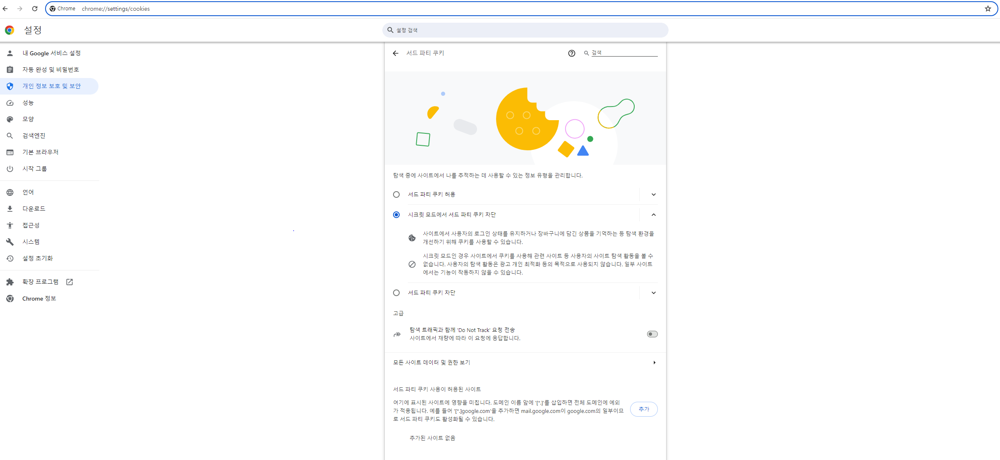 Chrome chrome://settings/cookies
설정
설정 검색
내 Google 서비스 설정
자동 완성 및 비밀번호
개인 정보 보호 및 보안
성능
모양
검색엔진
기본 브라우저
시작 그룹
언어
다운로드
접근성
시스템
설정 초기화
확장 프로그램
Chrome 정보
서드 파티 쿠키
검색
탐색 중에 사이트에서 나를 추적하는 데 사용할 수 있는 정보 유형을 관리합니다.
서드 파티 쿠키 허용
시크릿 모드에서 서드 파티 쿠키 차단
사이트에서 사용자의 로그인 상태를 유지하거나 장바구니에 담긴 상품을 기억하는 등 탐색 환경을
개선하기 위해 쿠키를 사용할 수 있습니다.
시크릿 모드인 경우 사이트에서 쿠키를 사용해 관련 사이트 등 사용자의 사이트 탐색 활동을 볼 수
없습니다. 사용자의 탐색 활동은 광고 개인 최적화 등의 목적으로 사용되지 않습니다. 일부 사이트
에서는 기능이 작동하지 않을 수 있습니다.
서드 파티 쿠키 차단
고급
탐색 트래픽과 함께 'Do Not Track' 요청 전송
사이트에서 재량에 따라 이 요청에 응답합니다.
모든 사이트 데이터 및 권한 보기
서드 파티 쿠키 사용이 허용된 사이트
여기에 표시된 사이트에 영향을 미칩니다. 도메인 이름 앞에 '[*.]'를 삽입하면 전체 도메인에 예외
가 적용됩니다. 예를 들어 '[*.]google.com'을 추가하면 mail.google.com이 google.com의 일부이므
로 서드 파티 쿠키도 활성화될 수 있습니다.
추가
추가된 사이트 없음